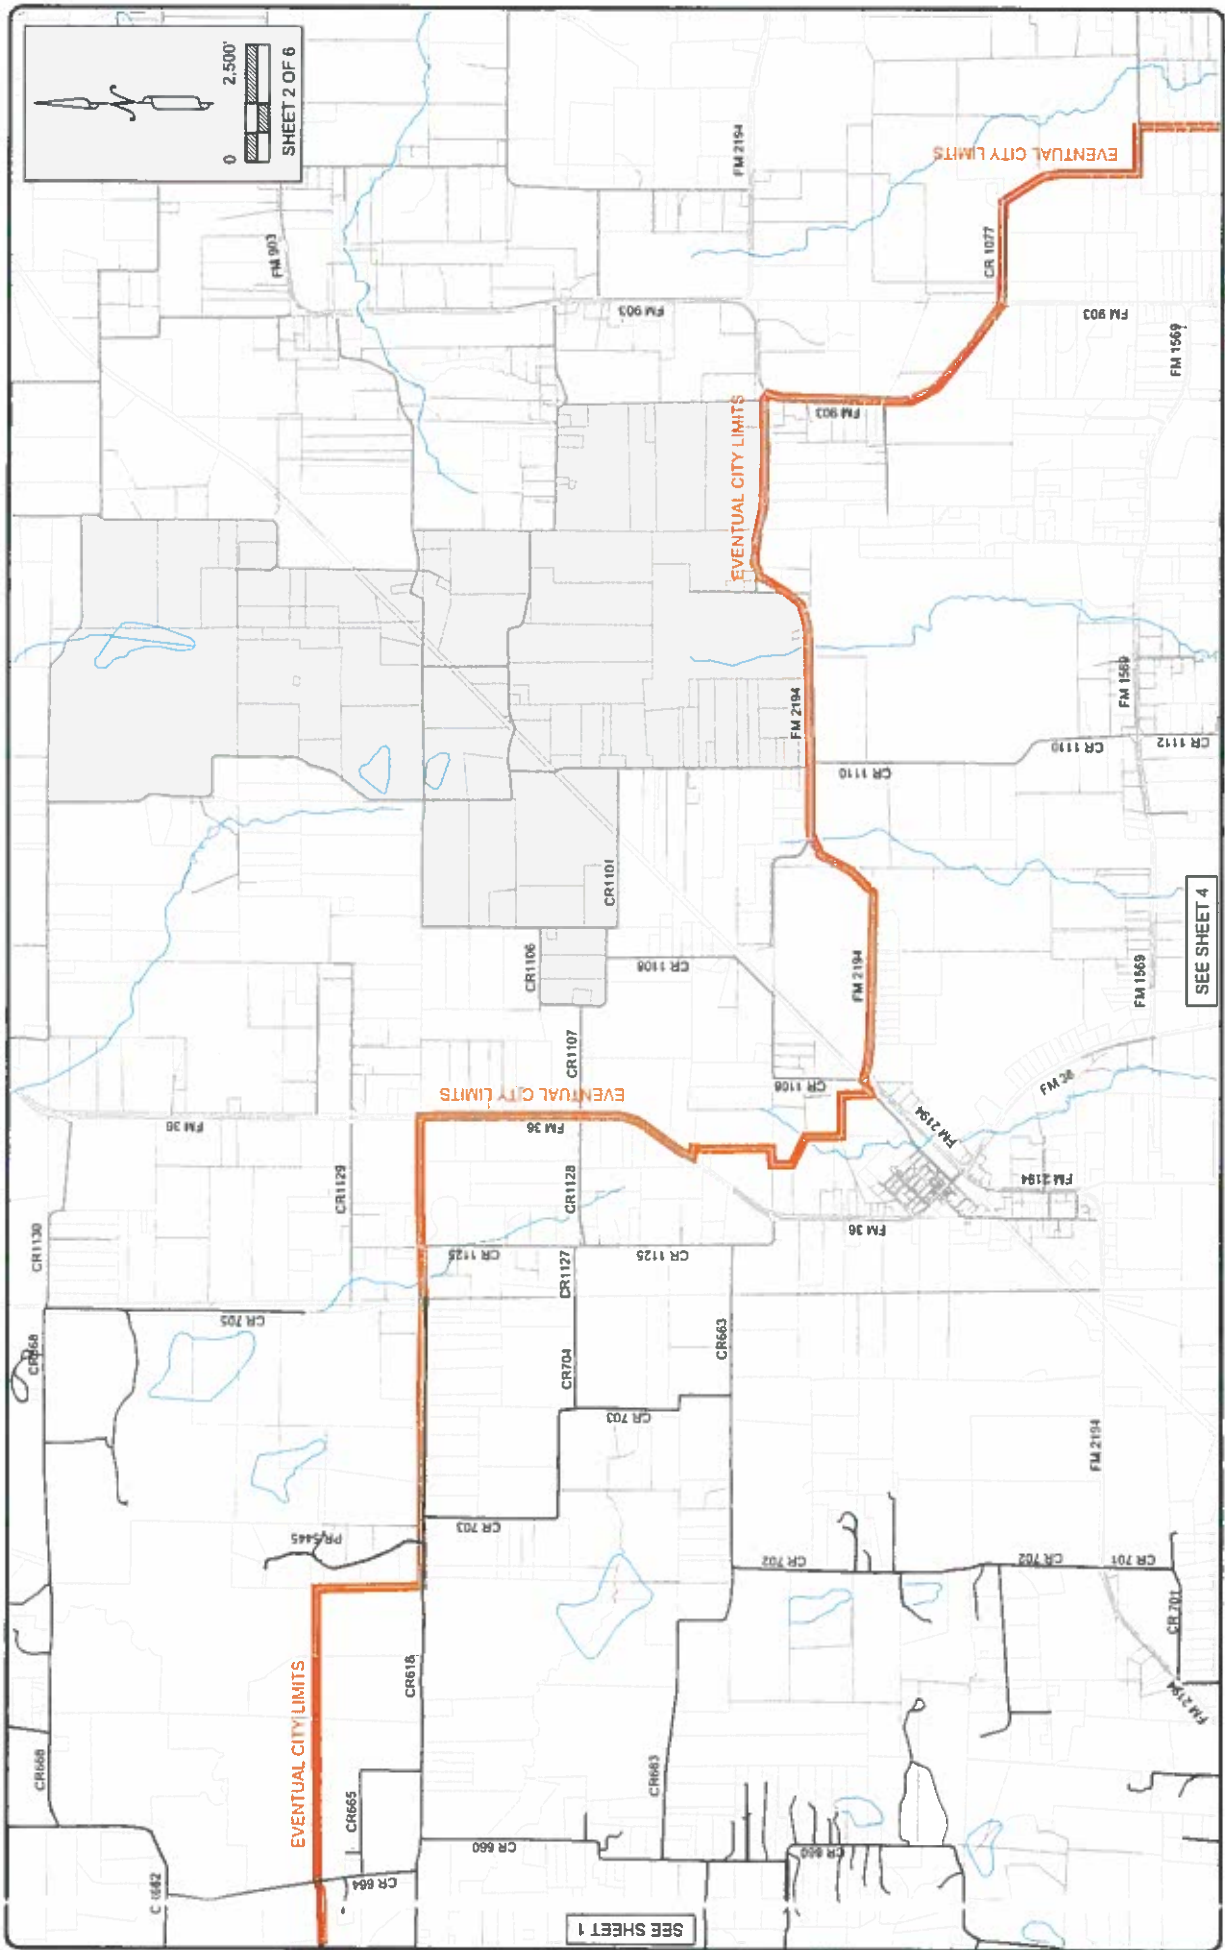 0
2,500'
SHEET 2 OF 6
FM 903
FM 2194
EVENTUAL CITY LIMITS
CR 1077
FM 903
FM 903
FM 1569
FM 903
EVENTUAL CITY LIMITS
FM 2194
FM 1569
CR 1110
CR 1112
CR 1110
CR1101
CR1106
CR 1108
FM 2194
FM 1569
SEE SHEET 4
CR1107
EVENTUAL CITY LIMITS
CR 1108
FM 36
FM 36
FM 36
FM 2194
CR1129
CR1128
FM 2194
FM 36
CR1130
CR 1125
CR1127
CR 1125
CR 705
CR668
CR704
CR663
CR 703
FM 2194
CR 703
PR 5445
CR 702
CR 702
CR 701
CR 701
EVENTUAL CITY LIMITS
CR618
FM 2194
CR668
CR665
CR663
CR 660
CR 660
CR 664
CR662
SEE SHEET 1